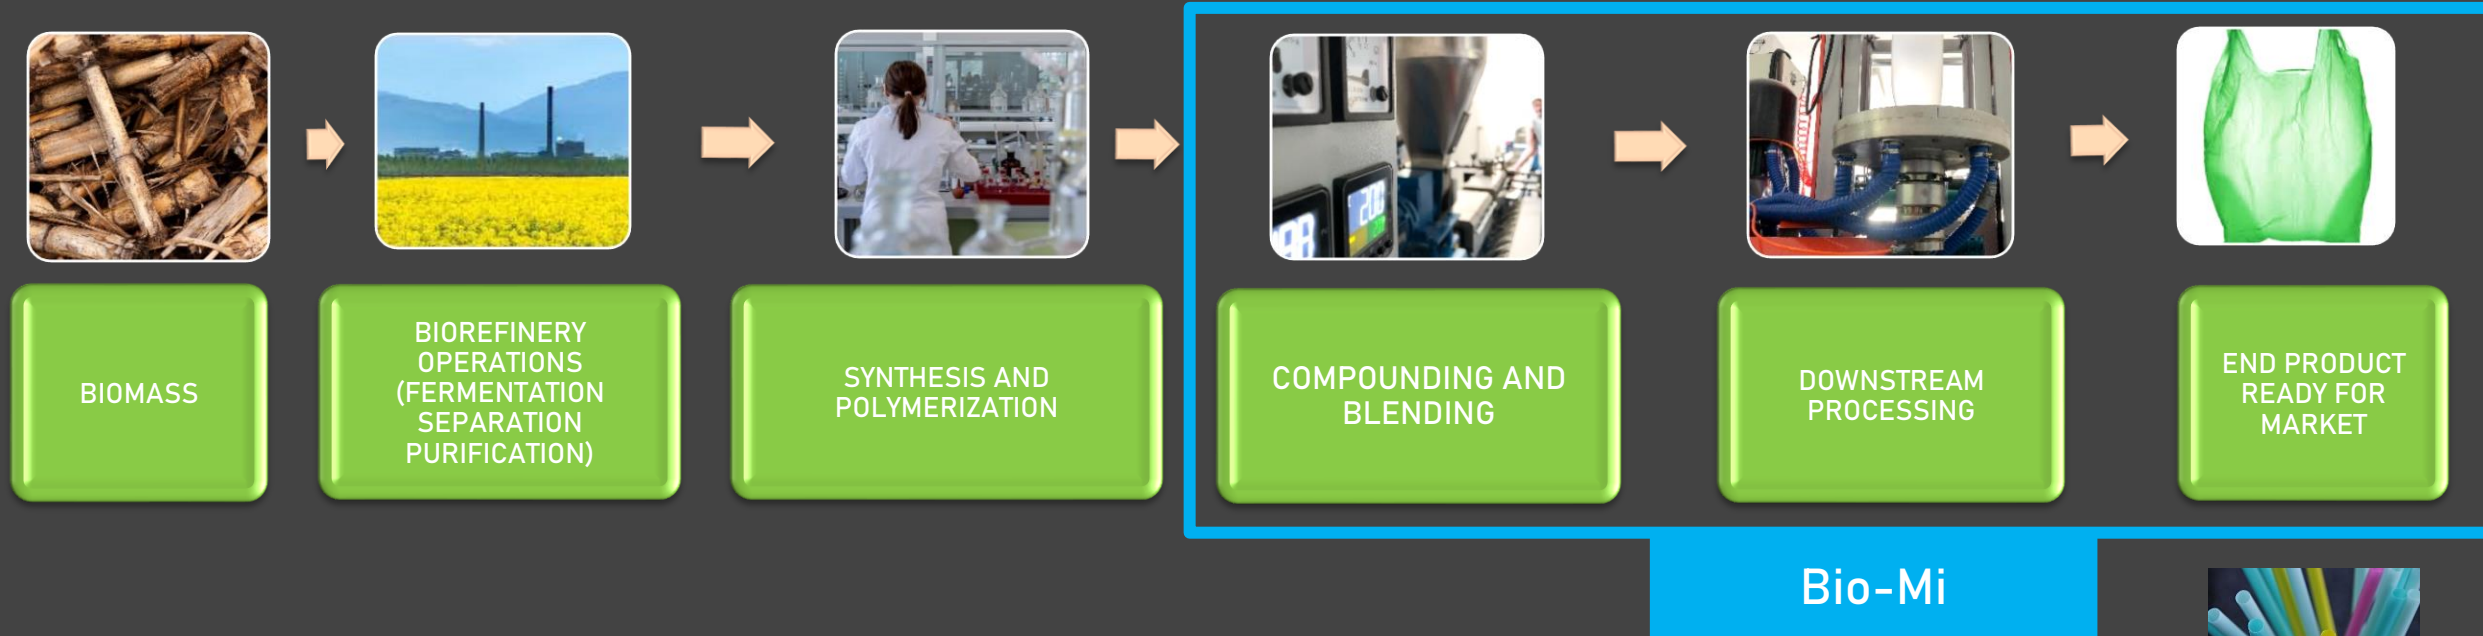 BIOMASS
BIOREFINERY
OPERATIONS
(FERMENTATION
SEPARATION
PURIFICATION)
SYNTHESIS AND
POLYMERIZATION
COMPOUNDING AND
BLENDING
DOWNSTREAM
PROCESSING
END PRODUCT
READY FOR
MARKET
Bio-Mi